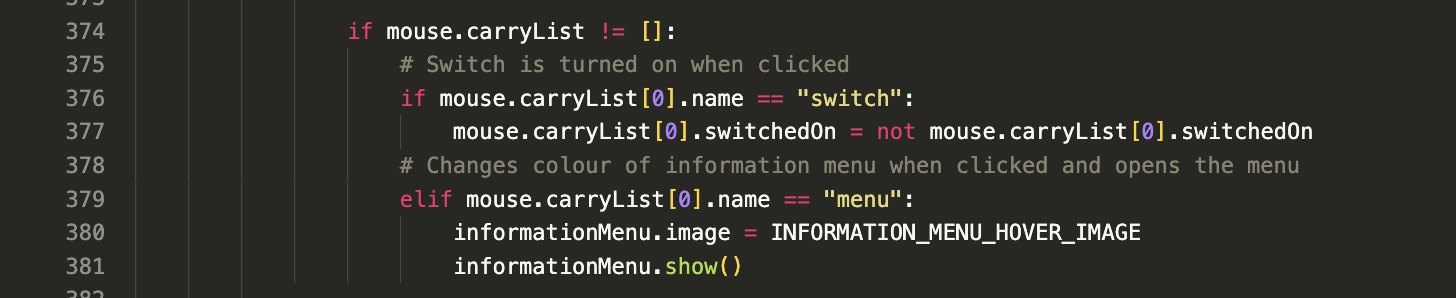 374 if mouse.carryList != []:
375 # Switch is turned on when clicked
376 if mouse.carryList[0].name == "switch":
377 mouse.carryList[0].switchedOn = not mouse.carryList[0].switchedOn
378 # Changes colour of information menu when clicked and opens the menu
379 elif mouse.carryList[0].name == "menu":
380 informationMenu.image = INFORMATION_MENU_HOVER_IMAGE
381 informationMenu.show()
382